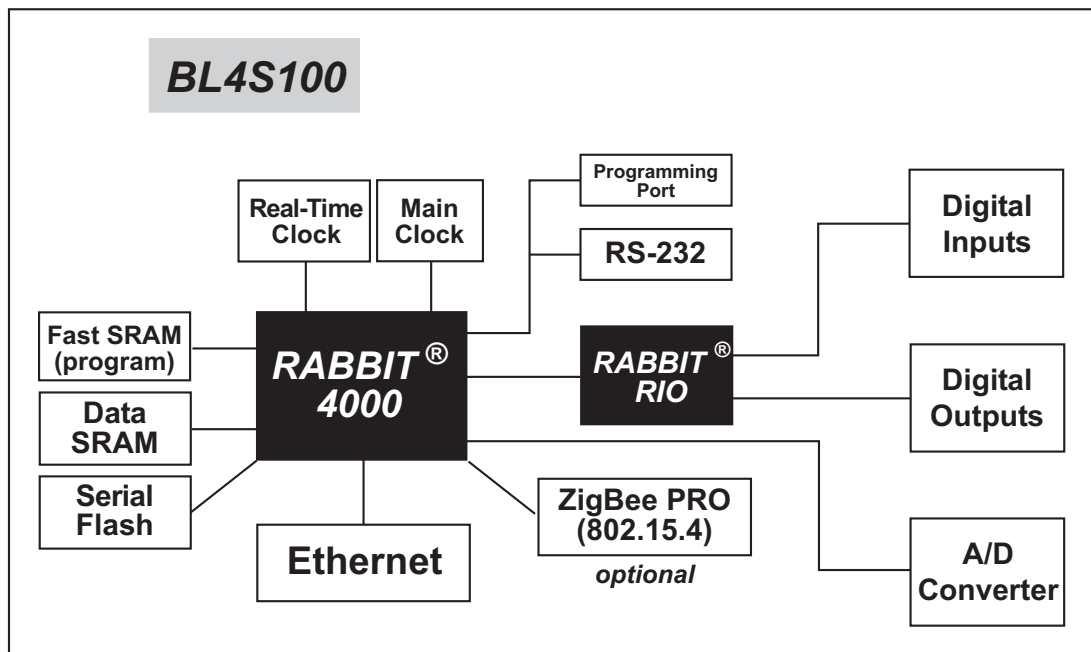 BL4S100
Real-Time
Clock
Main
Clock
Programming
Port
RS-232
Digital
Inputs
Fast SRAM
(program)
RABBIT®
4000
RABBIT®
RIO
Digital
Outputs
Data
SRAM
Serial
Flash
Ethernet
ZigBee PRO
(802.15.4)
optional
A/D
Converter